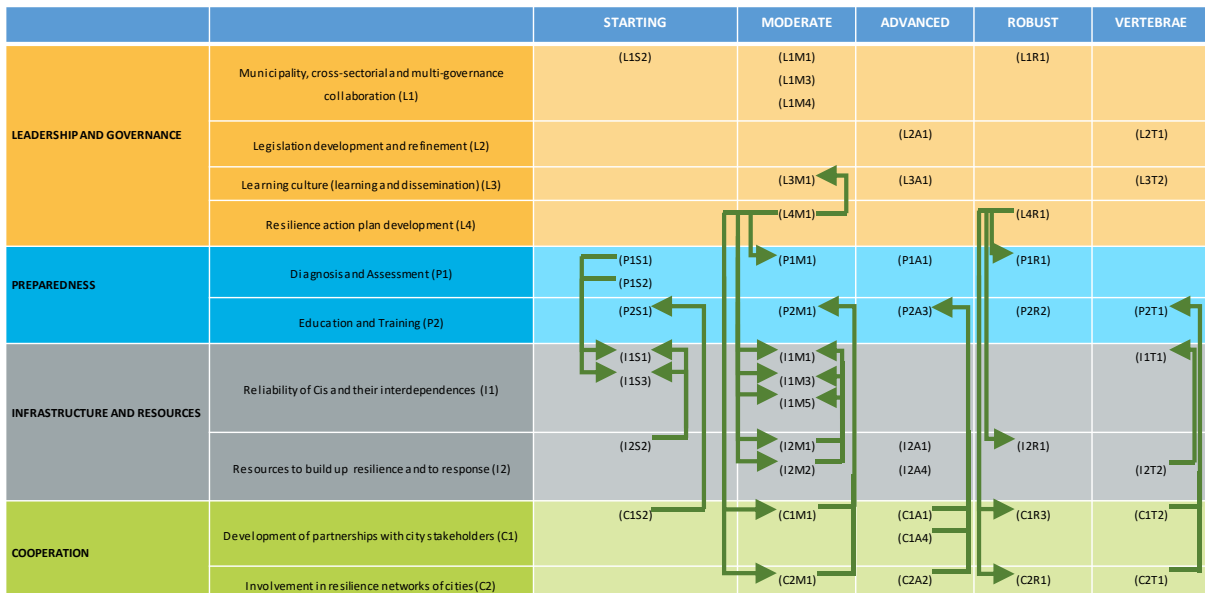 STARTING MODERATE ADVANCED ROBUST VERTEBRAE
LEADERSHIP AND GOVERNANCE
Municipality, cross-sectorial and multi-governance
collaboration (L1)
(L1S2) (L1M1) (L1R1)
(L1M3)
(L1M4)
Legislation development and refinement (L2) (L2A1) (L2T1)
Learning culture (learning and dissemination) (L3) (L3M1) (L3A1) (L3T2)
Resilience action plan development (L4) (L4M1) (L4R1)
PREPAREDNESS
Diagnosis and Assessment (P1) (P1S1) (P1M1) (P1A1) (P1R1)
(P1S2)
Education and Training (P2) (P2S1) (P2M1) (P2A3) (P2R2) (P2T1)
INFRASTRUCTURE AND RESOURCES
Reliability of Cis and their interdependences (I1) (I1S1) (I1M1) (I1T1)
(I1S3) (I1M3)
(I1M5)
Resources to build up resilience and to response (I2) (I2S2) (I2M1) (I2A1) (I2R1)
(I2M2) (I2A4) (I2T2)
COOPERATION
Development of partnerships with city stakeholders (C1) (C1S2) (C1M1) (C1A1) (C1R3) (C1T2)
(C1A4)
Involvement in resilience networks of cities (C2) (C2M1) (C2A2) (C2R1) (C2T1)